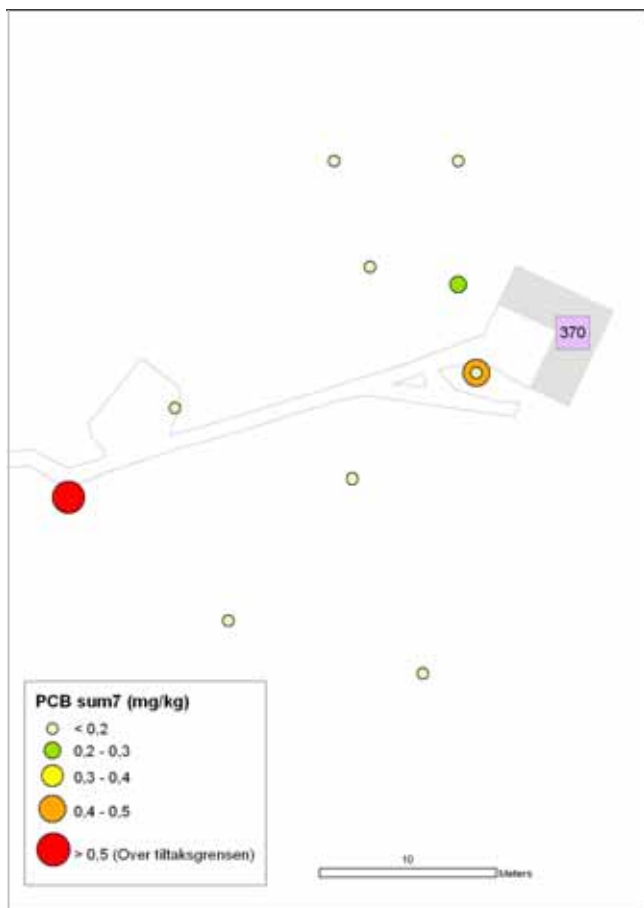 370
PCB sum7 (mg/kg)
< 0,2
0,2 - 0,3
0,3 - 0,4
0,4 - 0,5
> 0,5 (Over tiltaksgrensen)
10
Meters